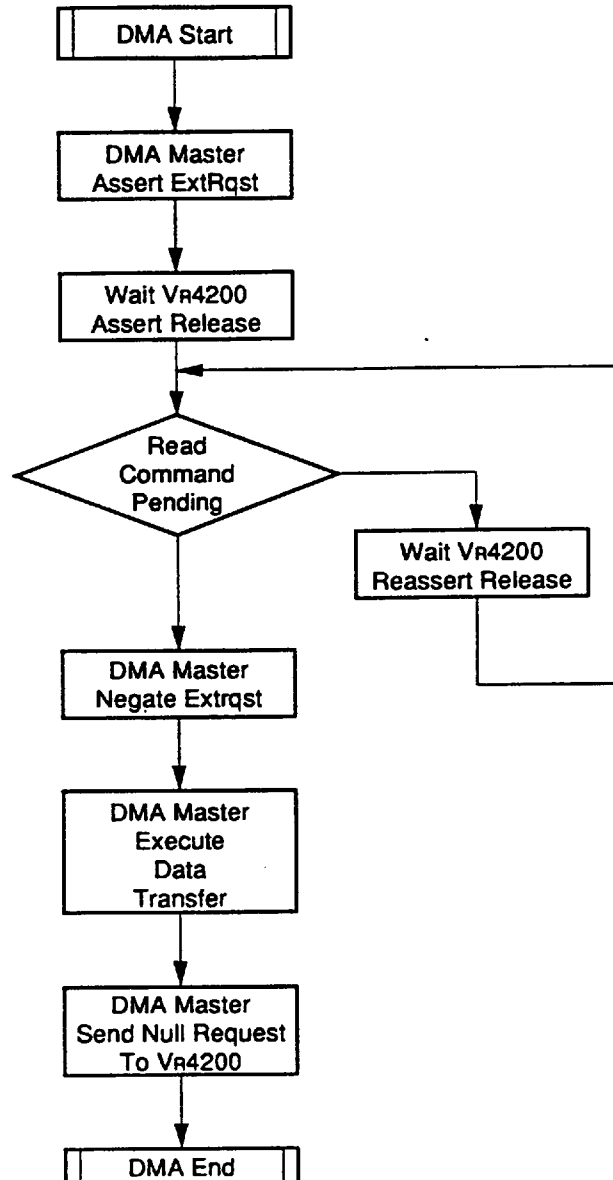 DMA Start
DMA Master
Assert ExtRqst
Wait VR4200
Assert Release
Read
Command
Pending
Wait VR4200
Reassert Release
DMA Master
Negate Extrqst
DMA Master
Execute
Data
Transfer
DMA Master
Send Null Request
To VR4200
DMA End